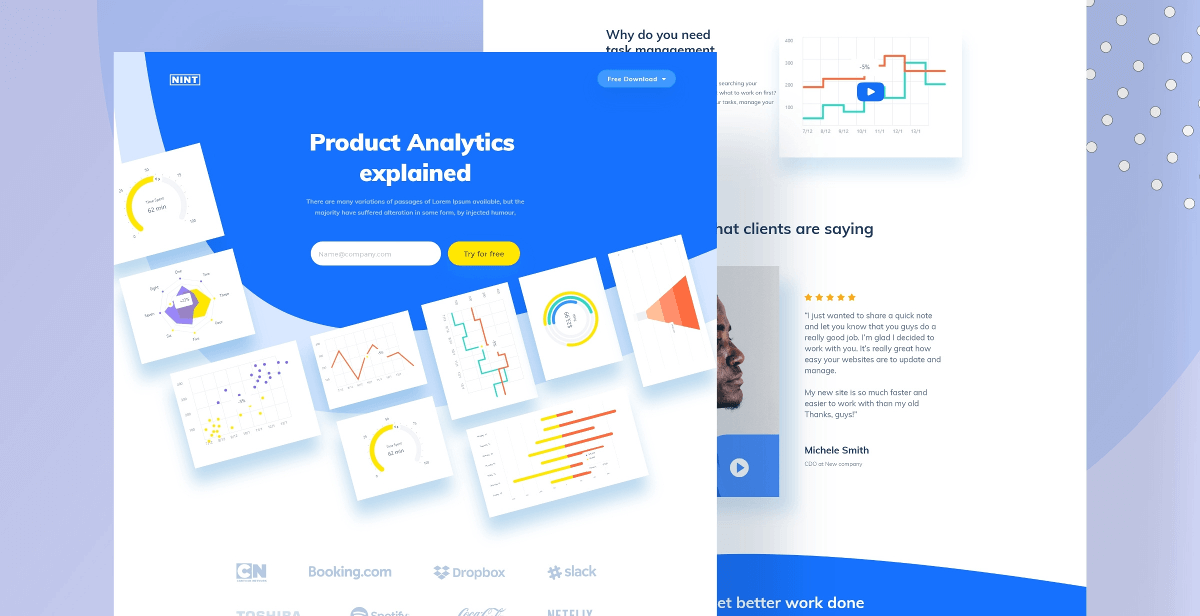 NINT
Free Download
Product Analytics
explained
There are many variations of passages of Lorem Ipsum available, but the
majority have suffered alteration in some form, by injected humour.
Name@company.com
Try for free
Time Spent
62 min
Time Spent
62 min
CN
Booking.com
Dropbox
slack
TOSHIBA
Spotify
Coca-Cola
NETFLIX
Why do you need
task management
searching your
what to work on first?
tasks, manage your
400
300
200
100
-5%
7/12 8/12 9/12 10/1 11/1 12/1 13/1
hat clients are saying
"I just wanted to share a quick note
and let you know that you guys do a
really good job. I'm glad I decided to
work with you. It's really great how
easy your websites are to update and
manage.
My new site is so much faster and
easier to work with than my old
Thanks, guys!"
Michele Smith
COO at New company
et better work done